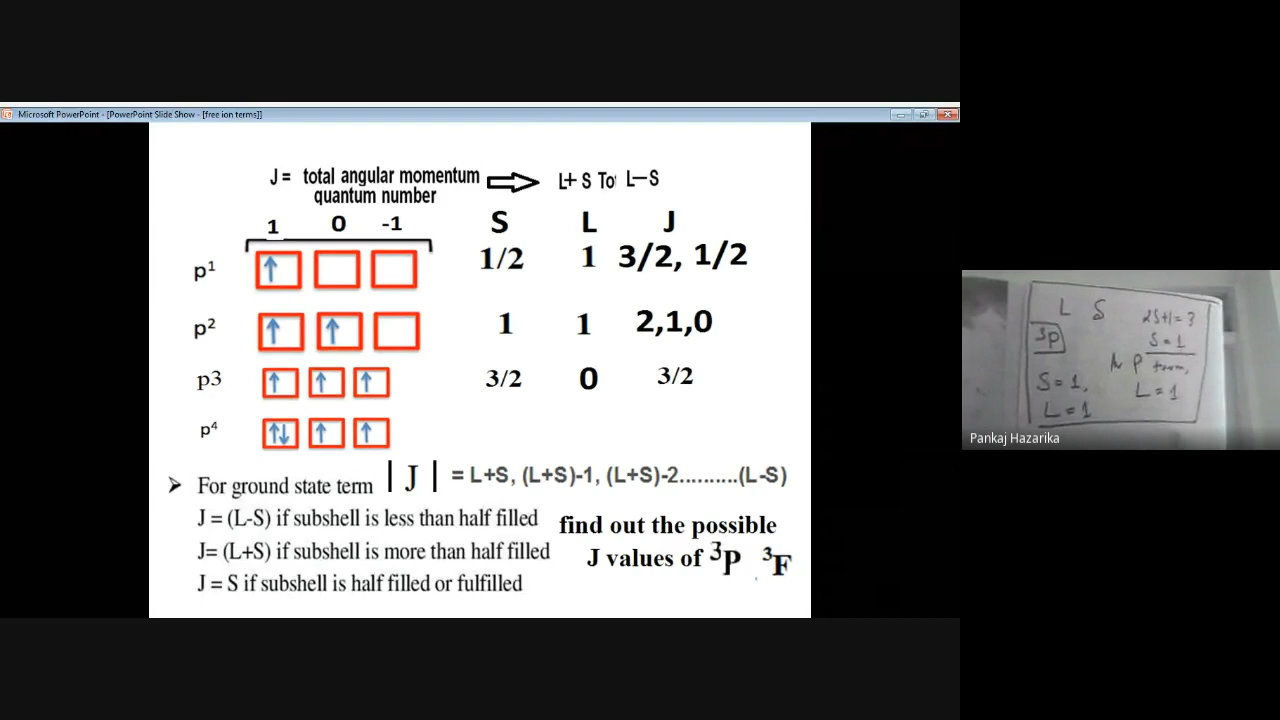 Microsoft PowerPoint - [PowerPoint Slide Show - [free ion terms]]
J = total angular momentum quantum number L+ S To L—S
1 0 -1 S L J
p¹ ↑ 1/2 1 3/2, 1/2
p² ↑ ↑ 1 1 2,1,0
p3 ↑ ↑ ↑ 3/2 0 3/2
p⁴ ↑↓ ↑ ↑
➢ For ground state term | J | = L+S, (L+S)-1, (L+S)-2..........(L-S)
J = (L-S) if subshell is less than half filled
J= (L+S) if subshell is more than half filled
J = S if subshell is half filled or fulfilled
find out the possible
J values of ³P ³F
L S
2S+1=3
³P
S=1
P term,
S=1,
L=1
L=1
Pankaj Hazarika